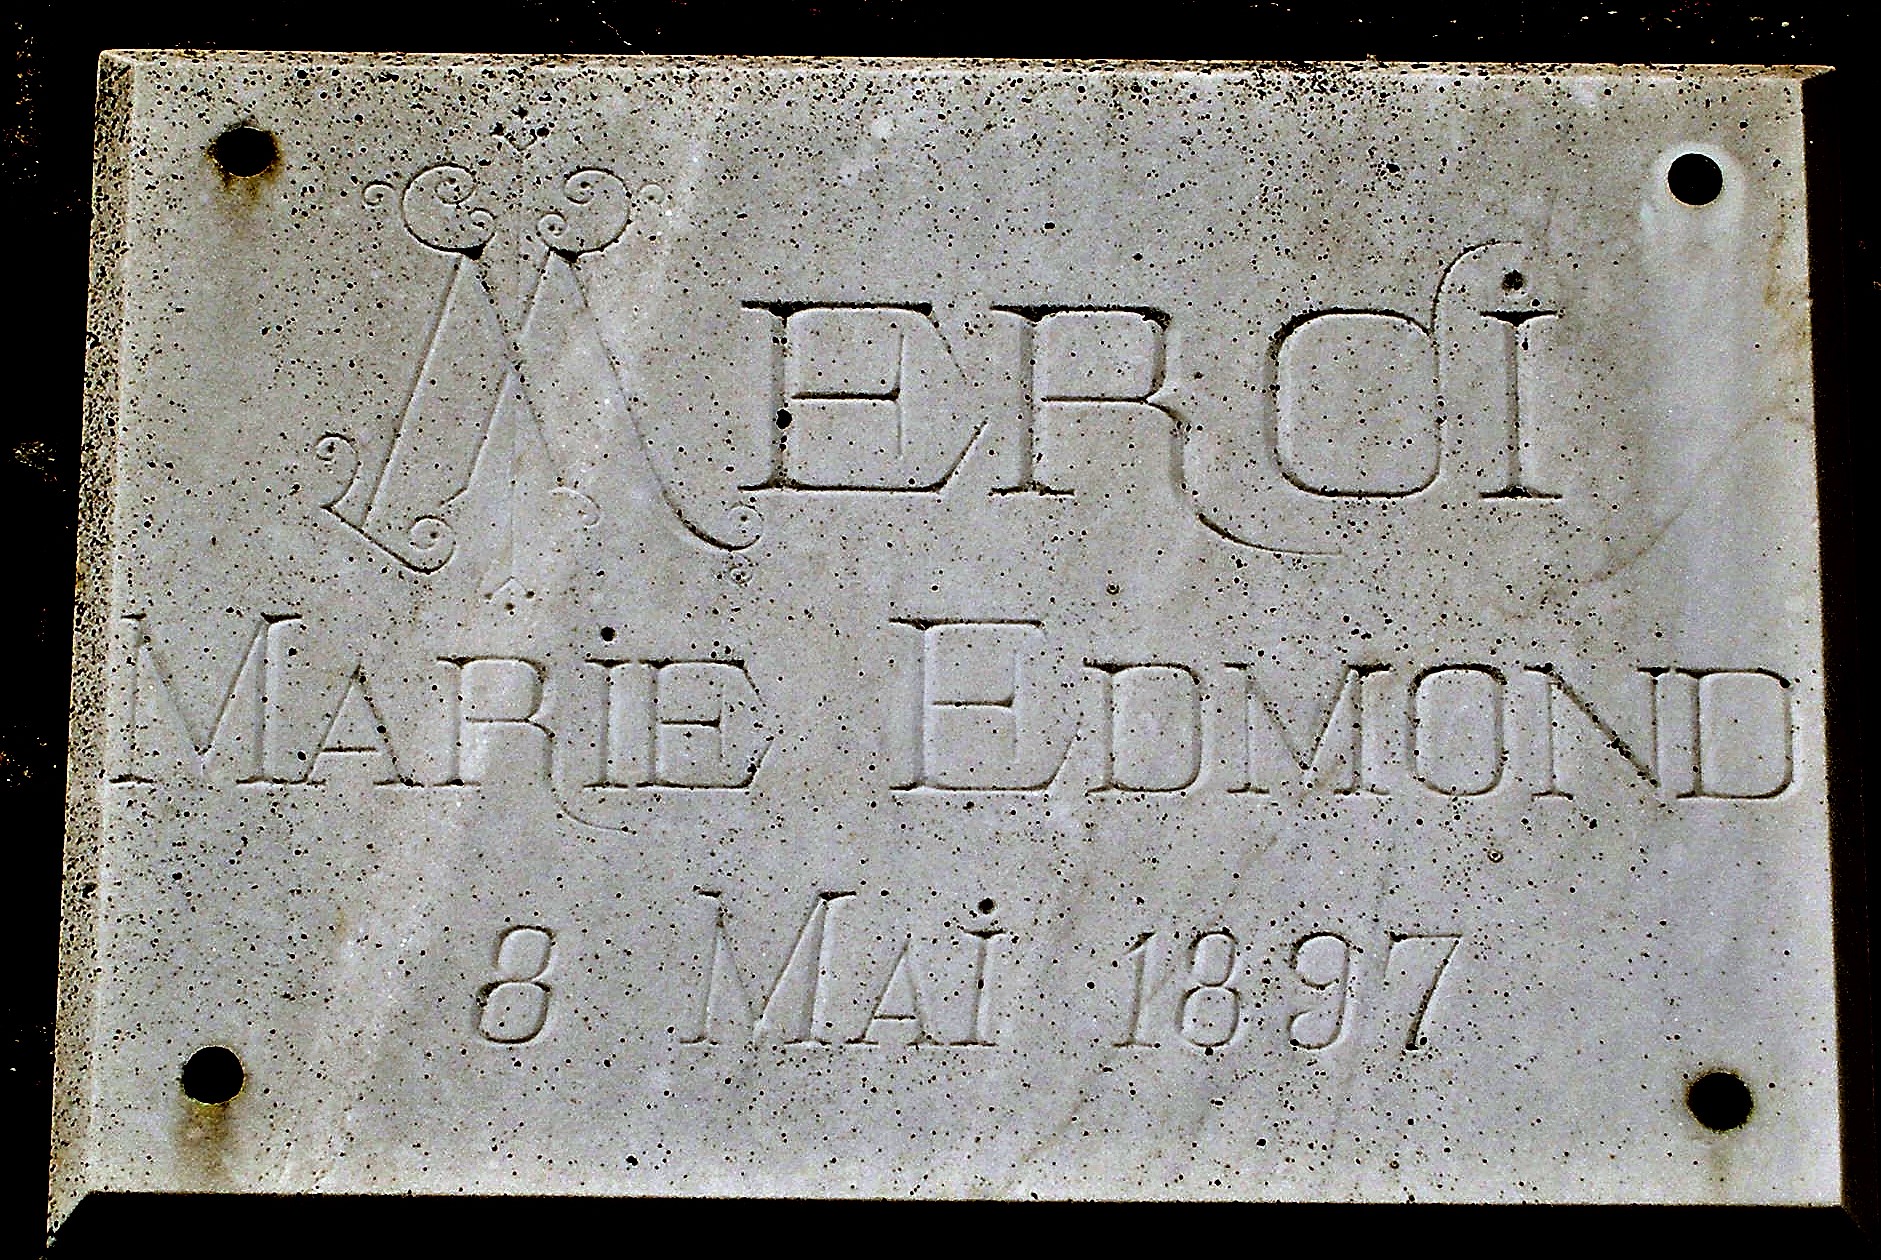 Merci
Marie Edmond
8 Mai 1897